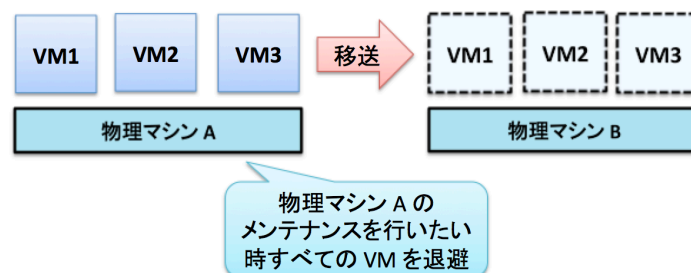 VM1 VM2 VM3 移送 VM1 VM2 VM3
物理マシン A 物理マシン B
物理マシン A の
メンテナンスを行いたい
時すべての VM を退避